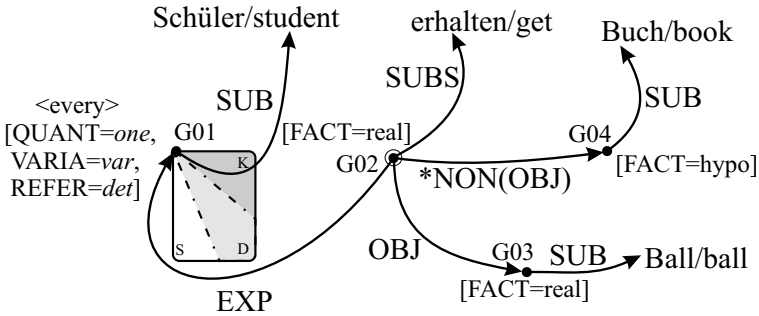 Schüler/student
erhalten/get
Buch/book
SUB
SUBS
SUB
<every>
[QUANT=one,
VARIA=var,
REFER=det]
G01
K
S
D
[FACT=real]
G02
G04
[FACT=hypo]
*NON(OBJ)
OBJ
G03
SUB
Ball/ball
[FACT=real]
EXP